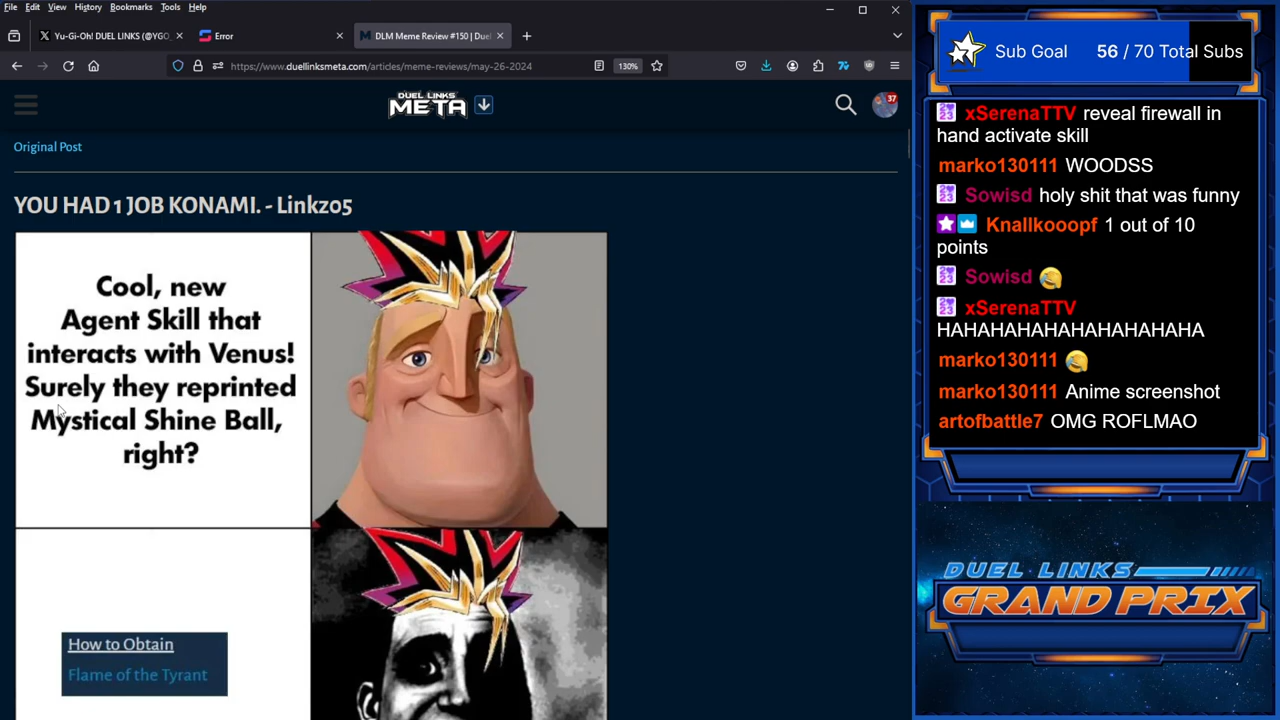 File Edit View History Bookmarks Tools Help
Yu-Gi-Oh! DUEL LINKS (@YGO_
Error
DLM Meme Review #150 | Duel
https://www.duellinksmeta.com/articles/meme-reviews/may-26-2024
130%
DUEL LINKS
META
37
Original Post
YOU HAD 1 JOB KONAMI. - Linkz05
Cool, new
Agent Skill that
interacts with Venus!
Surely they reprinted
Mystical Shine Ball,
right?
How to Obtain
Flame of the Tyrant
Sub Goal 56 / 70 Total Subs
xSerenaTTV reveal firewall in
hand activate skill
marko130111 WOODSS
Sowisd holy shit that was funny
Knallkooopf 1 out of 10
points
Sowisd
xSerenaTTV
HAHAHAHAHAHAHAHAHA
marko130111
marko130111 Anime screenshot
artofbattle7 OMG ROFLMAO
DUEL LINKS
GRAND PRIX